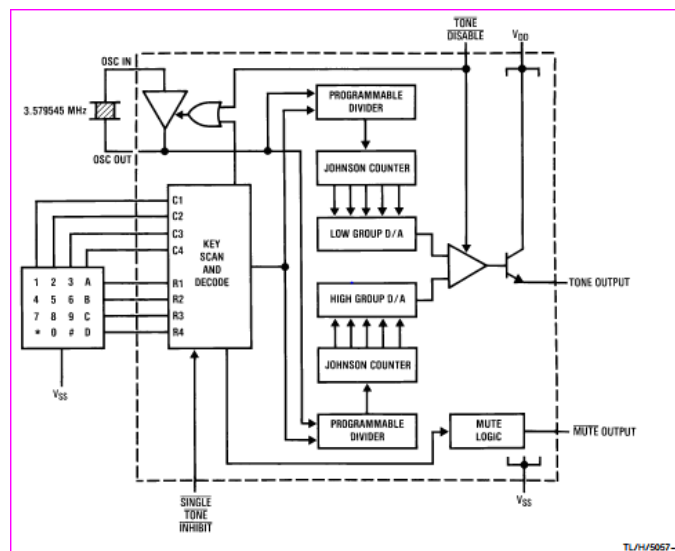 TONE
DISABLE
VDD
OSC IN
3.579545 MHz
OSC OUT
PROGRAMMABLE
DIVIDER
JOHNSON COUNTER
LOW GROUP D/A
C1
C2
C3
C4
KEY
SCAN
AND
DECODE
R1
R2
R3
R4
1 2 3 A
4 5 6 B
7 8 9 C
* 0 # D
VSS
HIGH GROUP D/A
JOHNSON COUNTER
PROGRAMMABLE
DIVIDER
TONE OUTPUT
MUTE
LOGIC
MUTE OUTPUT
VSS
SINGLE
TONE
INHIBIT
TL/H/5057–